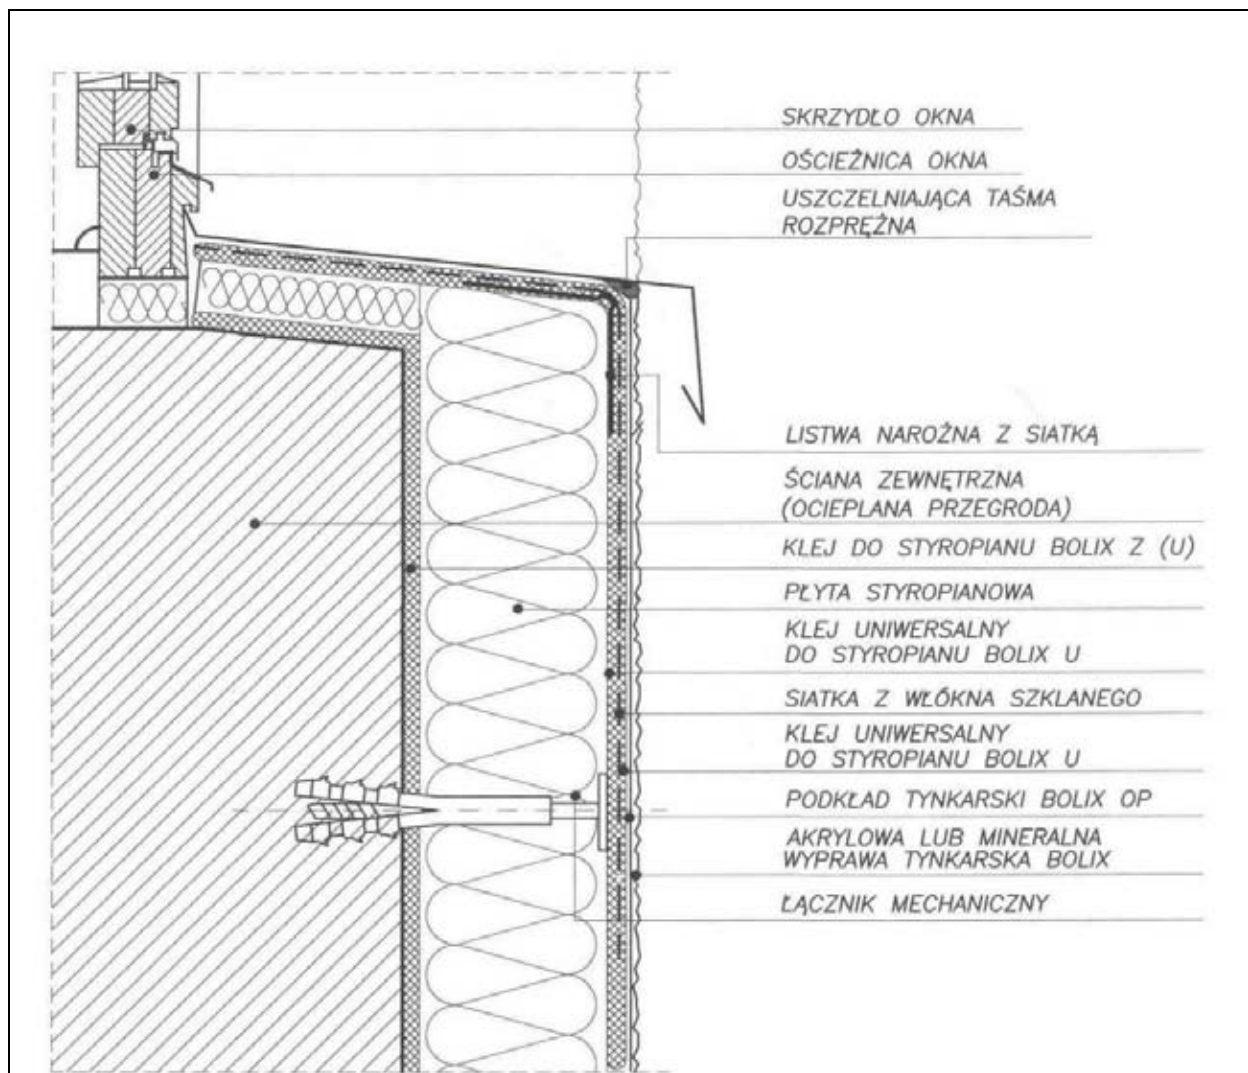 SKRZYDŁO OKNA
OŚCIEŻNICA OKNA
USZCZELNIAJĄCA TAŚMA
ROZPRĘŻNA
LISTWA NAROŻNA Z SIATKĄ
ŚCIANA ZEWNĘTRZNA
(OCIEPLANA PRZEGRODA)
KLEJ DO STYROPIANU BOLIX Z (U)
PŁYTA STYROPIANOWA
KLEJ UNIWERSALNY
DO STYROPIANU BOLIX U
SIATKA Z WŁÓKNA SZKLANEGO
KLEJ UNIWERSALNY
DO STYROPIANU BOLIX U
PODKŁAD TYNKARSKI BOLIX OP
AKRYLOWA LUB MINERALNA
WYPRAWA TYNKARSKA BOLIX
ŁĄCZNIK MECHANICZNY